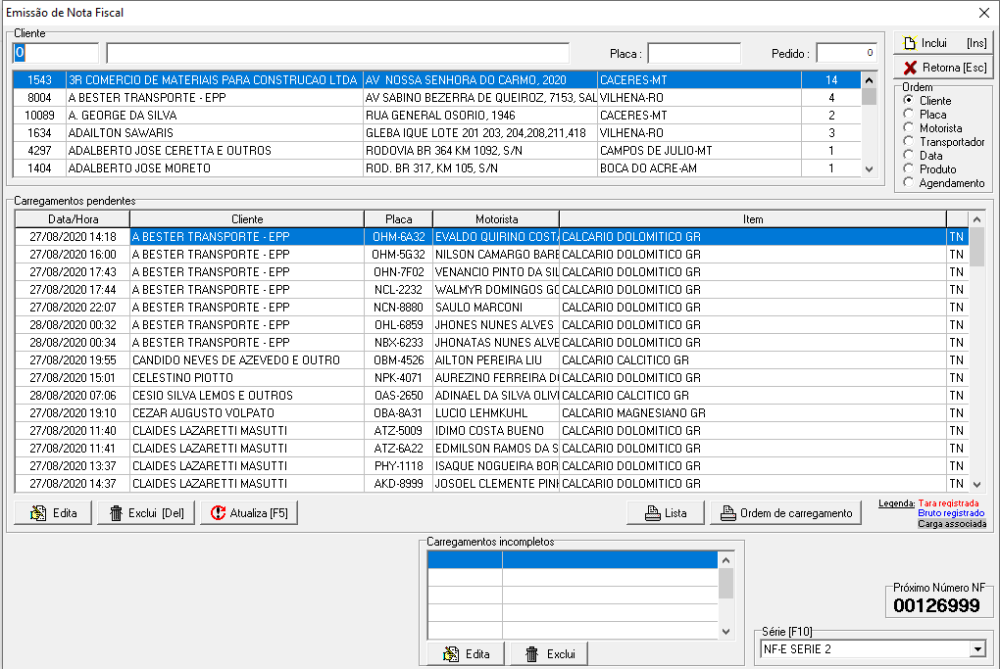 Emissão de Nota Fiscal
Cliente
0 Placa : Pedido : 0
Inclui [Ins]
Retorna [Esc]
1543 3R COMERCIO DE MATERIAIS PARA CONSTRUCAO LTDA AV NOSSA SENHORA DO CARMO, 2020 CACERES-MT 14
8004 A BESTER TRANSPORTE - EPP AV SABINO BEZERRA DE QUEIROZ, 7153, SAL VILHENA-RO 4
10089 A. GEORGE DA SILVA RUA GENERAL OSORIO, 1946 CACERES-MT 2
1634 ADAILTON SAWARIS GLEBA IQUE LOTE 201 203, 204,208,211,418 VILHENA-RO 3
4297 ADALBERTO JOSE CERETTA E OUTROS RODOVIA BR 364 KM 1092, S/N CAMPOS DE JULIO-MT 1
1404 ADALBERTO JOSE MORETO ROD. BR 317, KM 105, S/N BOCA DO ACRE-AM 1
Ordem
Cliente
Placa
Motorista
Transportador
Data
Produto
Agendamento
Carregamentos pendentes
Data/Hora Cliente Placa Motorista Item
27/08/2020 14:18 A BESTER TRANSPORTE - EPP OHM-6A32 EVALDO QUIRINO COST CALCARIO DOLOMITICO GR TN
27/08/2020 16:00 A BESTER TRANSPORTE - EPP OHM-5G32 NILSON CAMARGO BARB CALCARIO DOLOMITICO GR TN
27/08/2020 17:43 A BESTER TRANSPORTE - EPP OHN-7F02 VENANCIO PINTO DA SIL CALCARIO DOLOMITICO GR TN
27/08/2020 17:44 A BESTER TRANSPORTE - EPP NCL-2232 WALMYR DOMINGOS GO CALCARIO DOLOMITICO GR TN
27/08/2020 22:07 A BESTER TRANSPORTE - EPP NCN-8880 SAULO MARCONI CALCARIO DOLOMITICO GR TN
28/08/2020 00:32 A BESTER TRANSPORTE - EPP OHL-6859 JHONES NUNES ALVES CALCARIO DOLOMITICO GR TN
28/08/2020 00:34 A BESTER TRANSPORTE - EPP NBX-6233 JHONATAS NUNES ALVE CALCARIO DOLOMITICO GR TN
27/08/2020 19:55 CANDIDO NEVES DE AZEVEDO E OUTRO OBM-4526 AILTON PEREIRA LIU CALCARIO CALCITICO GR TN
27/08/2020 15:01 CELESTINO PIOTTO NPK-4071 AUREZINO FERREIRA D CALCARIO DOLOMITICO GR TN
28/08/2020 07:06 CESIO SILVA LEMOS E OUTROS OAS-2650 ADINAEL DA SILVA OLIV CALCARIO CALCITICO GR TN
27/08/2020 19:10 CEZAR AUGUSTO VOLPATO OBA-8A31 LUCIO LEHMKUHL CALCARIO MAGNESIANO GR TN
27/08/2020 11:40 CLAIDES LAZARETTI MASUTTI ATZ-5009 IDIMO COSTA BUENO CALCARIO DOLOMITICO GR TN
27/08/2020 11:41 CLAIDES LAZARETTI MASUTTI ATZ-6A22 EDMILSON RAMOS DA S CALCARIO DOLOMITICO GR TN
27/08/2020 13:37 CLAIDES LAZARETTI MASUTTI PHY-1118 ISAQUE NOGUEIRA BOR CALCARIO DOLOMITICO GR TN
27/08/2020 14:37 CLAIDES LAZARETTI MASUTTI AKD-8999 JOSOEL CLEMENTE PIN CALCARIO DOLOMITICO GR TN
Edita Exclui [Del] Atualiza [F5] Lista Ordem de carregamento
Legenda: Tara registrada
Bruto registrado
Carga associada
Carregamentos incompletos
Edita Exclui
Próximo Número NF
00126999
Série [F10]
NF-E SERIE 2